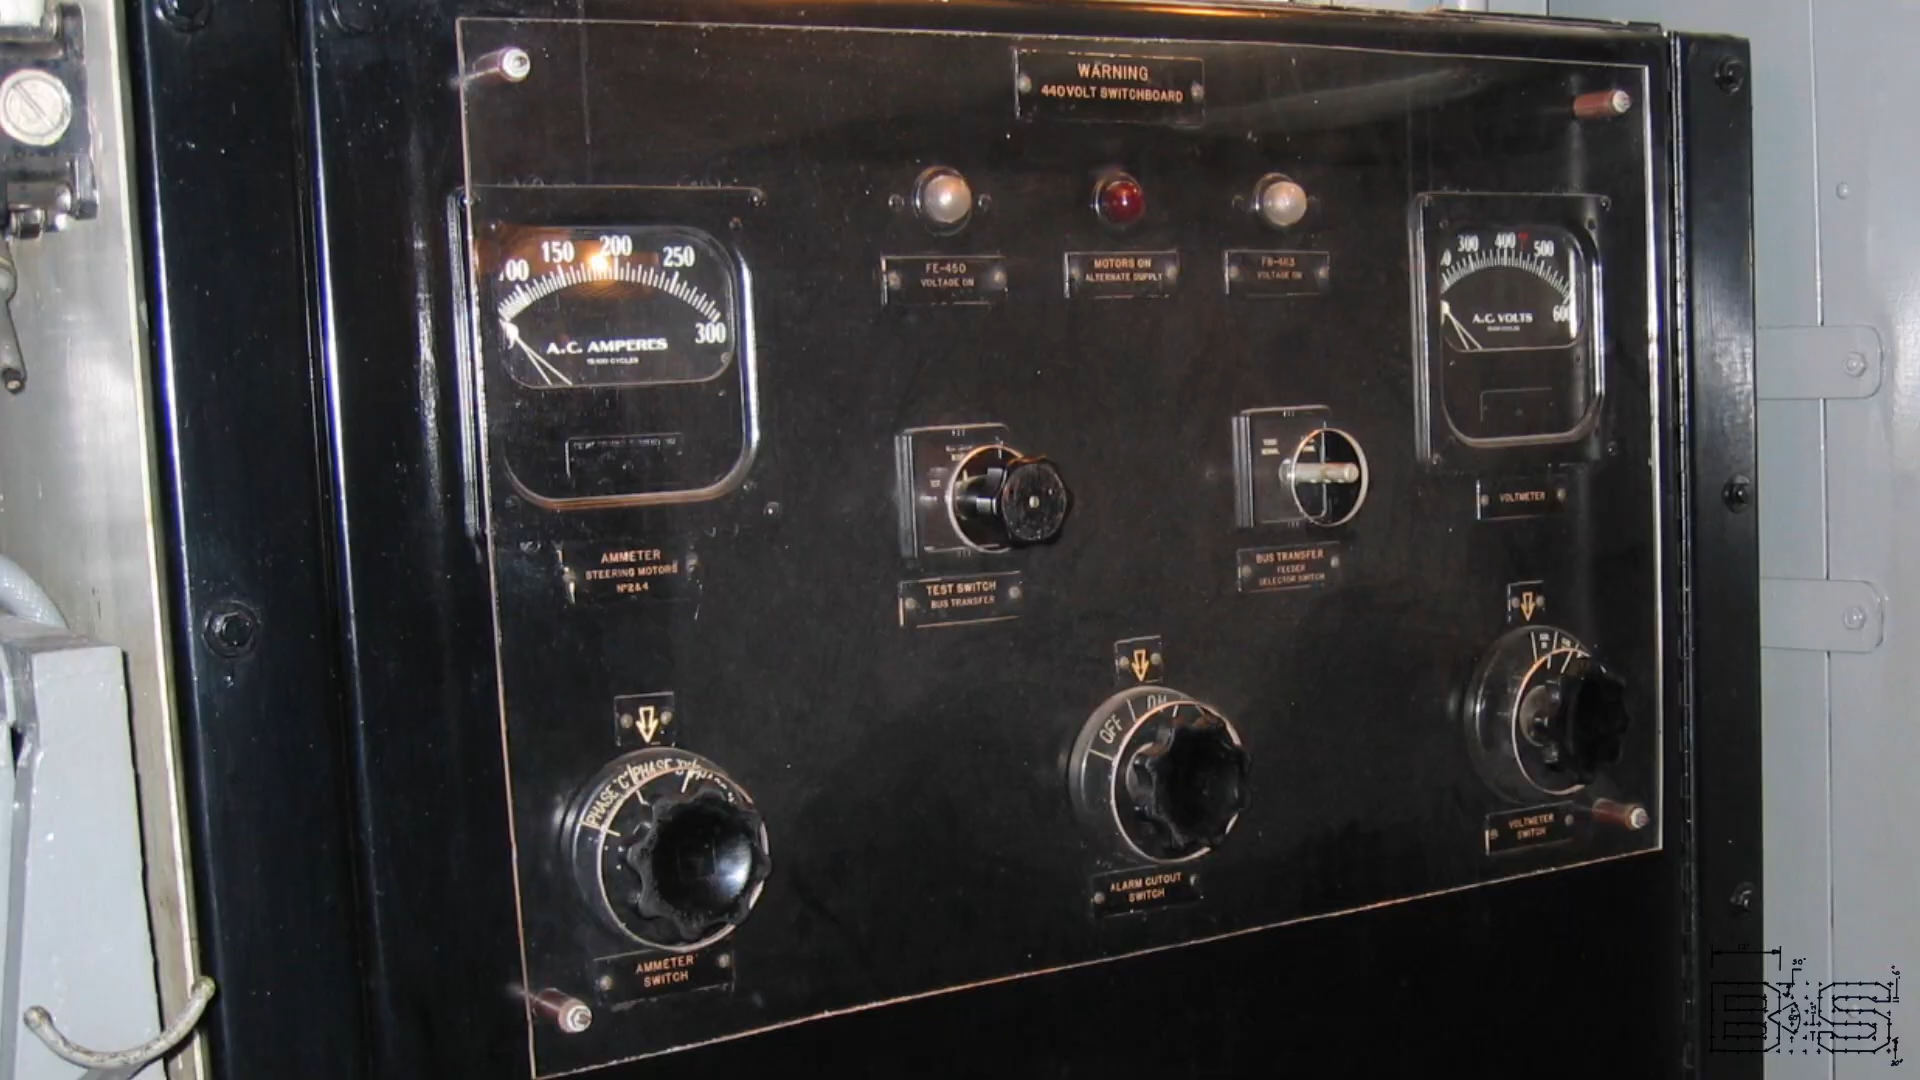 WARNING
440 VOLT SWITCHBOARD
FE-450
VOLTAGE ON
MOTORS ON
ALTERNATE SUPPLY
FB-463
VOLTAGE ON
150 200 250 300
A.C. AMPERES
300 400 500 600
A.C. VOLTS
AMMETER
STEERING MOTORS
Nº 2&4
TEST SWITCH
BUS TRANSFER
BUS TRANSFER
FEEDER
SELECTOR SWITCH
VOLTMETER
PHASE "C" PHASE
AMMETER
SWITCH
OFF ON
ALARM CUTOUT
SWITCH
VOLTMETER
SWITCH
BS